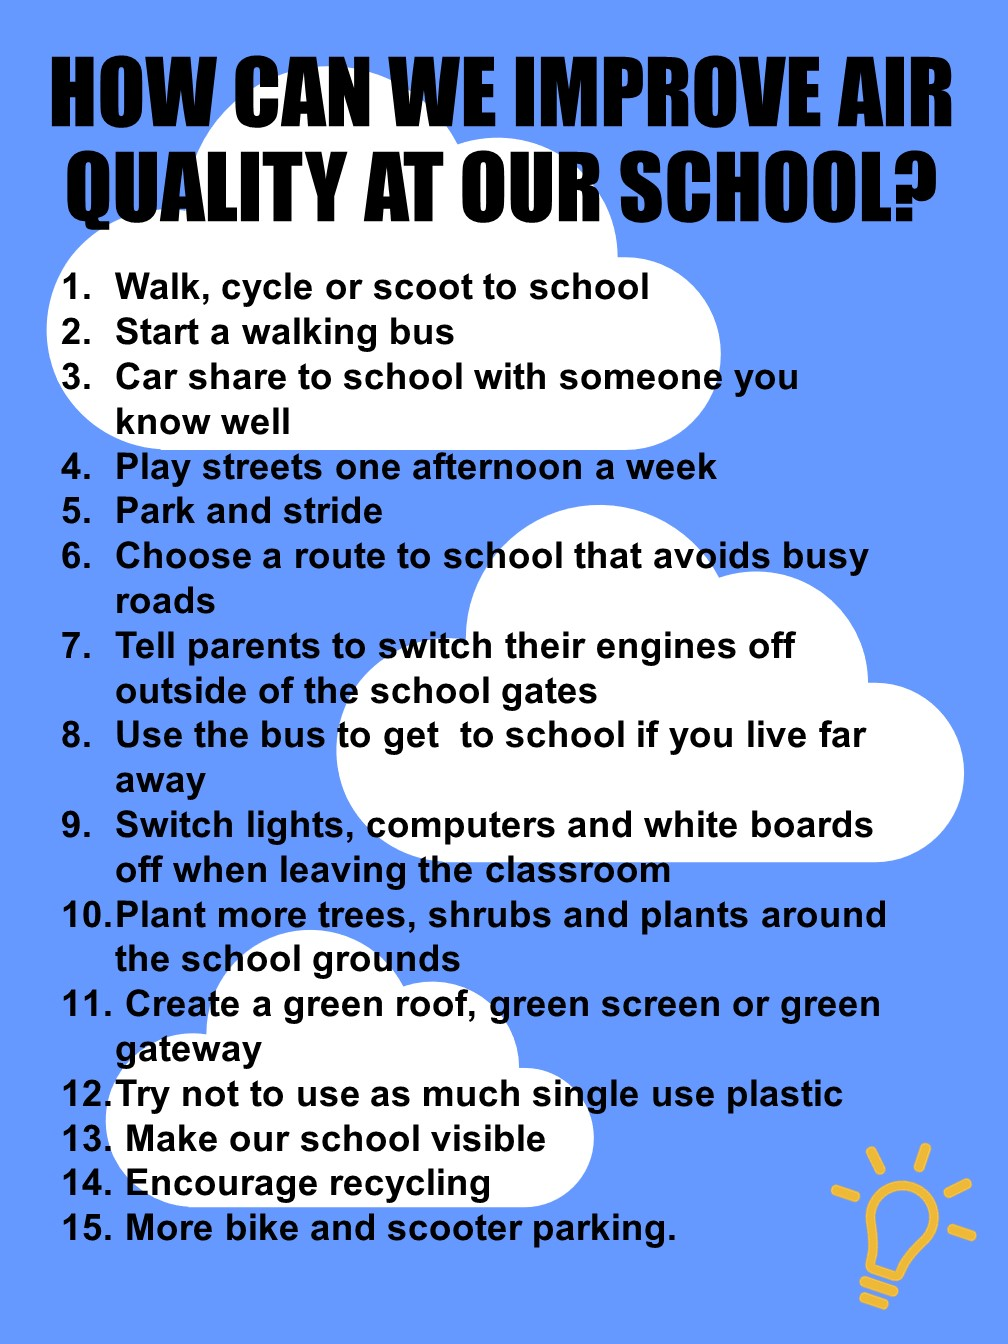 HOW CAN WE IMPROVE AIR
QUALITY AT OUR SCHOOL?
1. Walk, cycle or scoot to school
2. Start a walking bus
3. Car share to school with someone you
know well
4. Play streets one afternoon a week
5. Park and stride
6. Choose a route to school that avoids busy
roads
7. Tell parents to switch their engines off
outside of the school gates
8. Use the bus to get  to school if you live far
away
9. Switch lights, computers and white boards
off when leaving the classroom
10.Plant more trees, shrubs and plants around
the school grounds
11. Create a green roof, green screen or green
gateway
12.Try not to use as much single use plastic
13. Make our school visible
14. Encourage recycling
15. More bike and scooter parking.